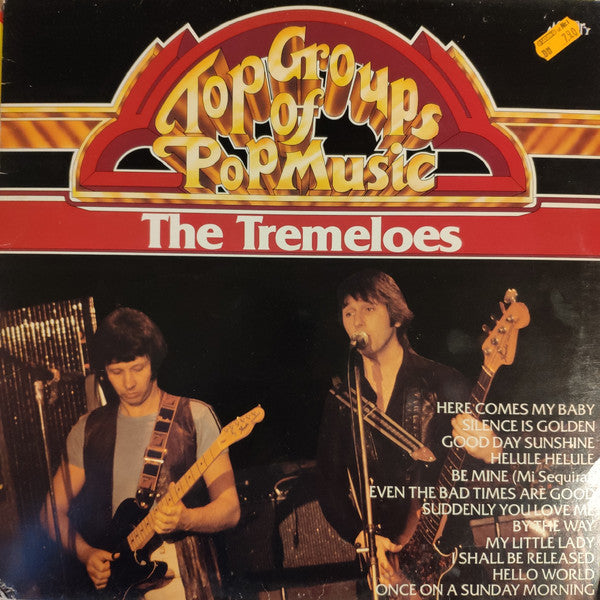 Top Groups
of
Pop Music
The Tremeloes
HERE COMES MY BABY
SILENCE IS GOLDEN
GOOD DAY SUNSHINE
HELULE HELULE
BE MINE (Mi Sequirai
EVEN THE BAD TIMES ARE GOOD
SUDDENLY YOU LOVE ME
BY THE WAY
MY LITTLE LADY
I SHALL BE RELEASED
HELLO WORLD
ONCE ON A SUNDAY MORNING